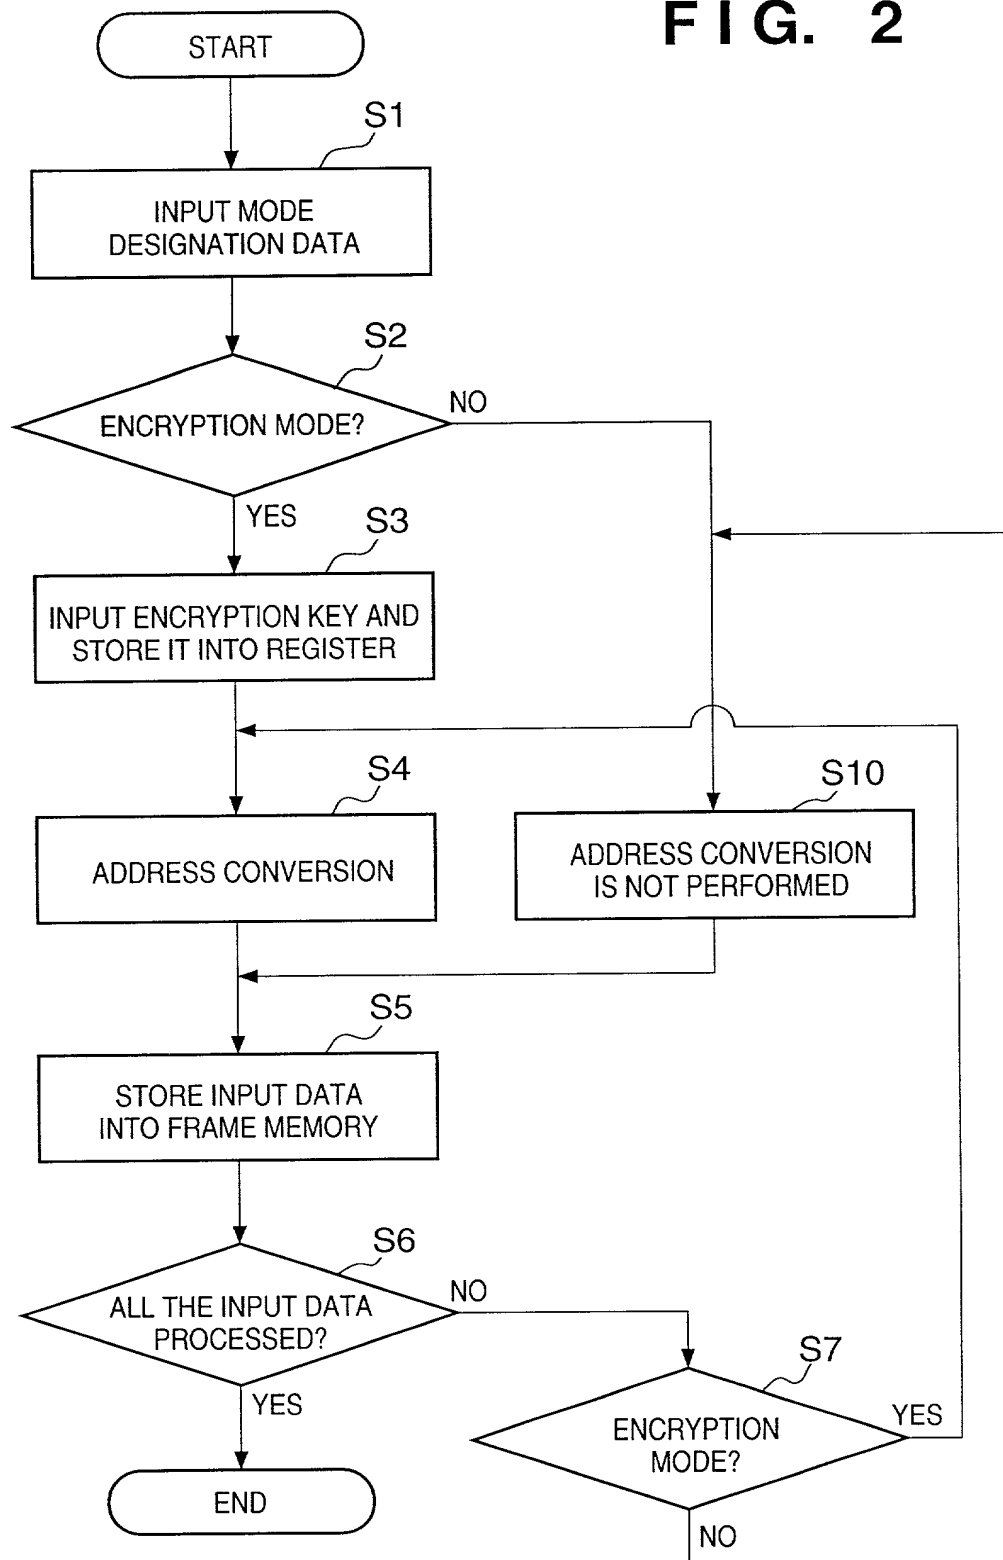 FIG. 2
START
S1
INPUT MODE
DESIGNATION DATA
S2
ENCRYPTION MODE?
NO
YES
S3
INPUT ENCRYPTION KEY AND
STORE IT INTO REGISTER
S4
ADDRESS CONVERSION
S10
ADDRESS CONVERSION
IS NOT PERFORMED
S5
STORE INPUT DATA
INTO FRAME MEMORY
S6
ALL THE INPUT DATA
PROCESSED?
NO
YES
S7
ENCRYPTION
MODE?
YES
NO
END